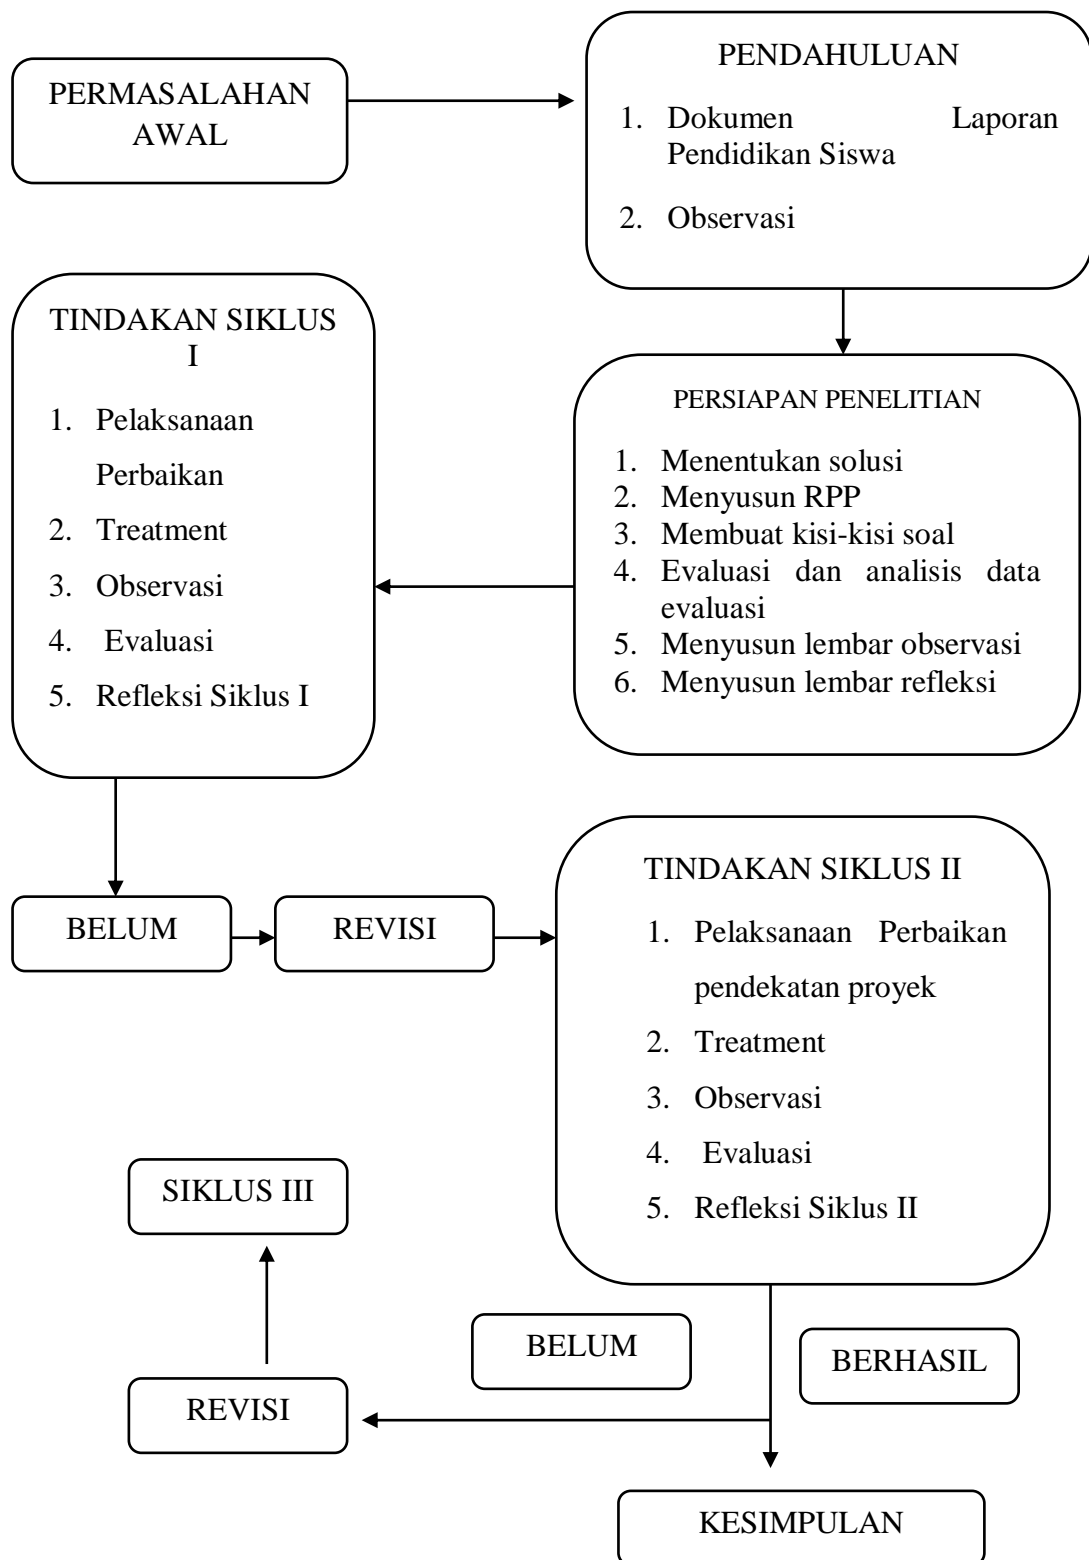 PERMASALAHAN
AWAL
PENDAHULUAN
1. Dokumen Laporan
Pendidikan Siswa
2. Observasi
PERSIAPAN PENELITIAN
1. Menentukan solusi
2. Menyusun RPP
3. Membuat kisi-kisi soal
4. Evaluasi dan analisis data
evaluasi
5. Menyusun lembar observasi
6. Menyusun lembar refleksi
TINDAKAN SIKLUS
I
1. Pelaksanaan
Perbaikan
2. Treatment
3. Observasi
4. Evaluasi
5. Refleksi Siklus I
BELUM
REVISI
TINDAKAN SIKLUS II
1. Pelaksanaan Perbaikan
pendekatan proyek
2. Treatment
3. Observasi
4. Evaluasi
5. Refleksi Siklus II
SIKLUS III
BELUM
BERHASIL
REVISI
KESIMPULAN